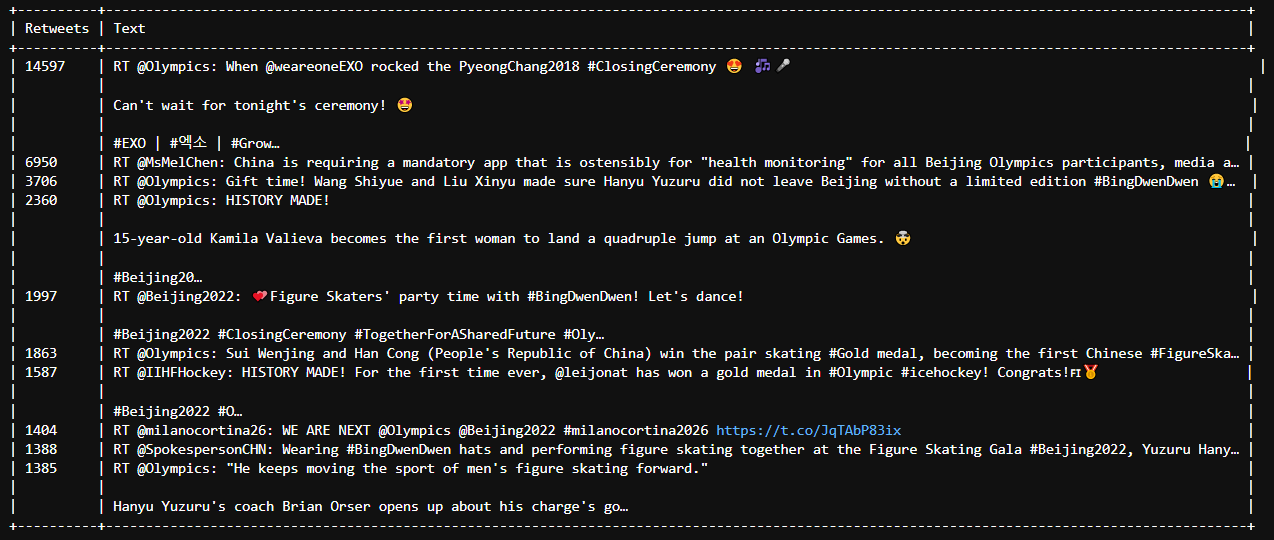 +----------+----------------------------------------------------------------------------------------------------------------------------------------------+
| Retweets | Text |
+----------+----------------------------------------------------------------------------------------------------------------------------------------------+
| 14597 | RT @Olympics: When @weareoneEXO rocked the PyeongChang2018 #ClosingCeremony 🤩 🎶🎤 |
| | |
| | Can't wait for tonight's ceremony! 🤩 |
| | |
| | #EXO | #엑소 | #Grow… |
| 6950 | RT @MsMelChen: China is requiring a mandatory app that is ostensibly for "health monitoring" for all Beijing Olympics participants, media a… |
| 3706 | RT @Olympics: Gift time! Wang Shiyue and Liu Xinyu made sure Hanyu Yuzuru did not leave Beijing without a limited edition #BingDwenDwen 😭… |
| 2360 | RT @Olympics: HISTORY MADE! |
| | |
| | 15-year-old Kamila Valieva becomes the first woman to land a quadruple jump at an Olympic Games. 🤯 |
| | |
| | #Beijing20… |
| 1997 | RT @Beijing2022: 💕Figure Skaters' party time with #BingDwenDwen! Let's dance! |
| | |
| | #Beijing2022 #ClosingCeremony #TogetherForASharedFuture #Oly… |
| 1863 | RT @Olympics: Sui Wenjing and Han Cong (People's Republic of China) win the pair skating #Gold medal, becoming the first Chinese #FigureSka… |
| 1587 | RT @IIHFHockey: HISTORY MADE! For the first time ever, @leijonat has won a gold medal in #Olympic #icehockey! Congrats!🇫🇮🥇 |
| | |
| | #Beijing2022 #O… |
| 1404 | RT @milanocortina26: WE ARE NEXT @Olympics @Beijing2022 #milanocortina2026 https://t.co/JqTAbP83ix |
| 1388 | RT @SpokespersonCHN: Wearing #BingDwenDwen hats and performing figure skating together at the Figure Skating Gala #Beijing2022, Yuzuru Hany… |
| 1385 | RT @Olympics: "He keeps moving the sport of men's figure skating forward." |
| | |
| | Hanyu Yuzuru's coach Brian Orser opens up about his charge's go… |
+----------+----------------------------------------------------------------------------------------------------------------------------------------------+